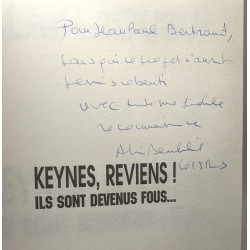 Pour Jean Paul Bertrand,
sans qui ce projet n'aurait
jamais abouti
avec toute ma fidèle
reconnaissance
KEYNES, REVIENS !
ILS SONT DEVENUS FOUS...